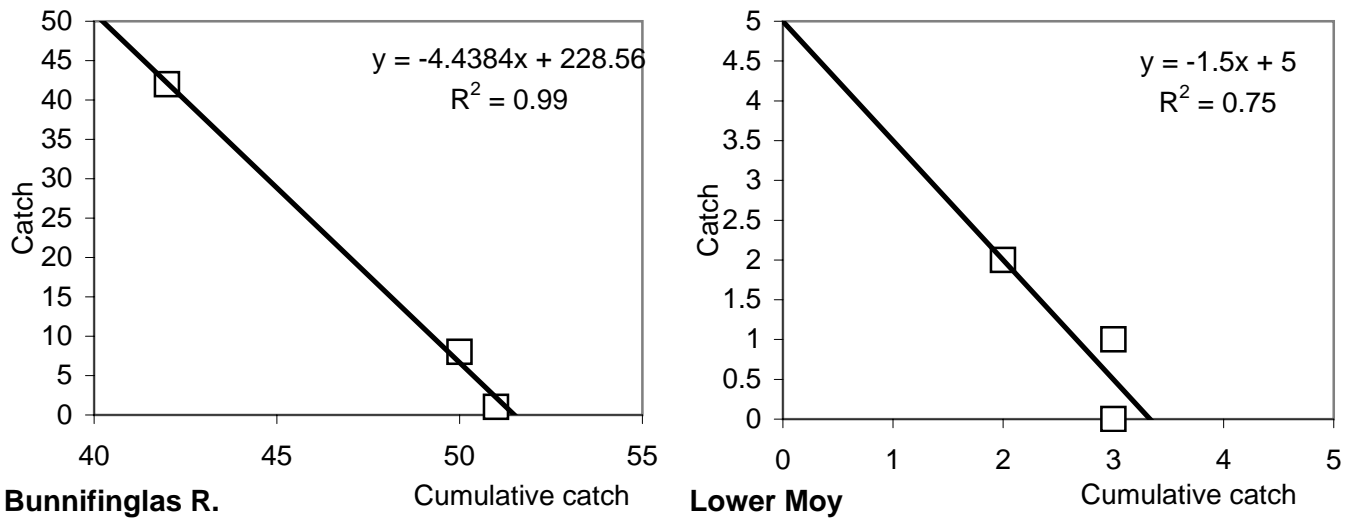 50
45
40
35
30
25
20
15
10
5
0
Catch
y = -4.4384x + 228.56
R² = 0.99
40 45 50 55
Bunnifinglas R. Cumulative catch
5
4.5
4
3.5
3
2.5
2
1.5
1
0.5
0
Catch
y = -1.5x + 5
R² = 0.75
0 1 2 3 4 5
Lower Moy Cumulative catch